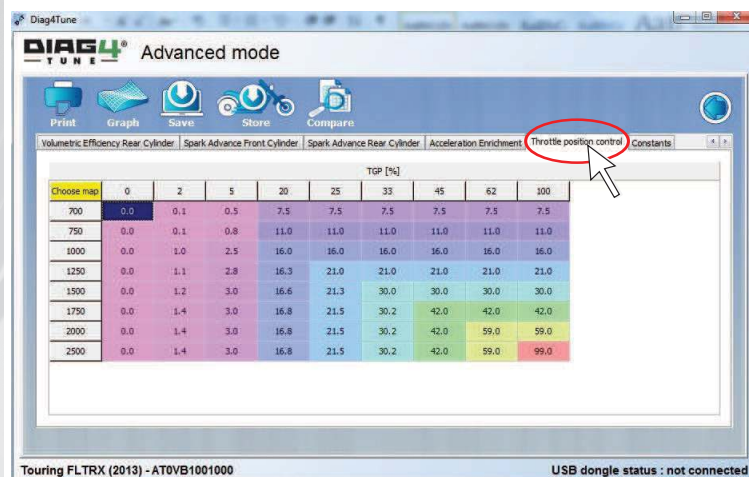 Diag4Tune
DIAG4® TUNE Advanced mode
Print Graph Save Store Compare
Volumetric Efficiency Rear Cylinder Spark Advance Front Cylinder Spark Advance Rear Cylinder Acceleration Enrichment Throttle position control Constants
TGP [%]
Choose map 0 2 5 20 25 33 45 62 100
700 0.0 0.1 0.5 7.5 7.5 7.5 7.5 7.5 7.5
750 0.0 0.1 0.8 11.0 11.0 11.0 11.0 11.0 11.0
1000 0.0 1.0 2.5 16.0 16.0 16.0 16.0 16.0 16.0
1250 0.0 1.1 2.8 16.3 21.0 21.0 21.0 21.0 21.0
1500 0.0 1.2 3.0 16.6 21.3 30.0 30.0 30.0 30.0
1750 0.0 1.4 3.0 16.8 21.5 30.2 42.0 42.0 42.0
2000 0.0 1.4 3.0 16.8 21.5 30.2 42.0 59.0 59.0
2500 0.0 1.4 3.0 16.8 21.5 30.2 42.0 59.0 99.0
Touring FLTRX (2013) - AT0VB1001000 USB dongle status : not connected